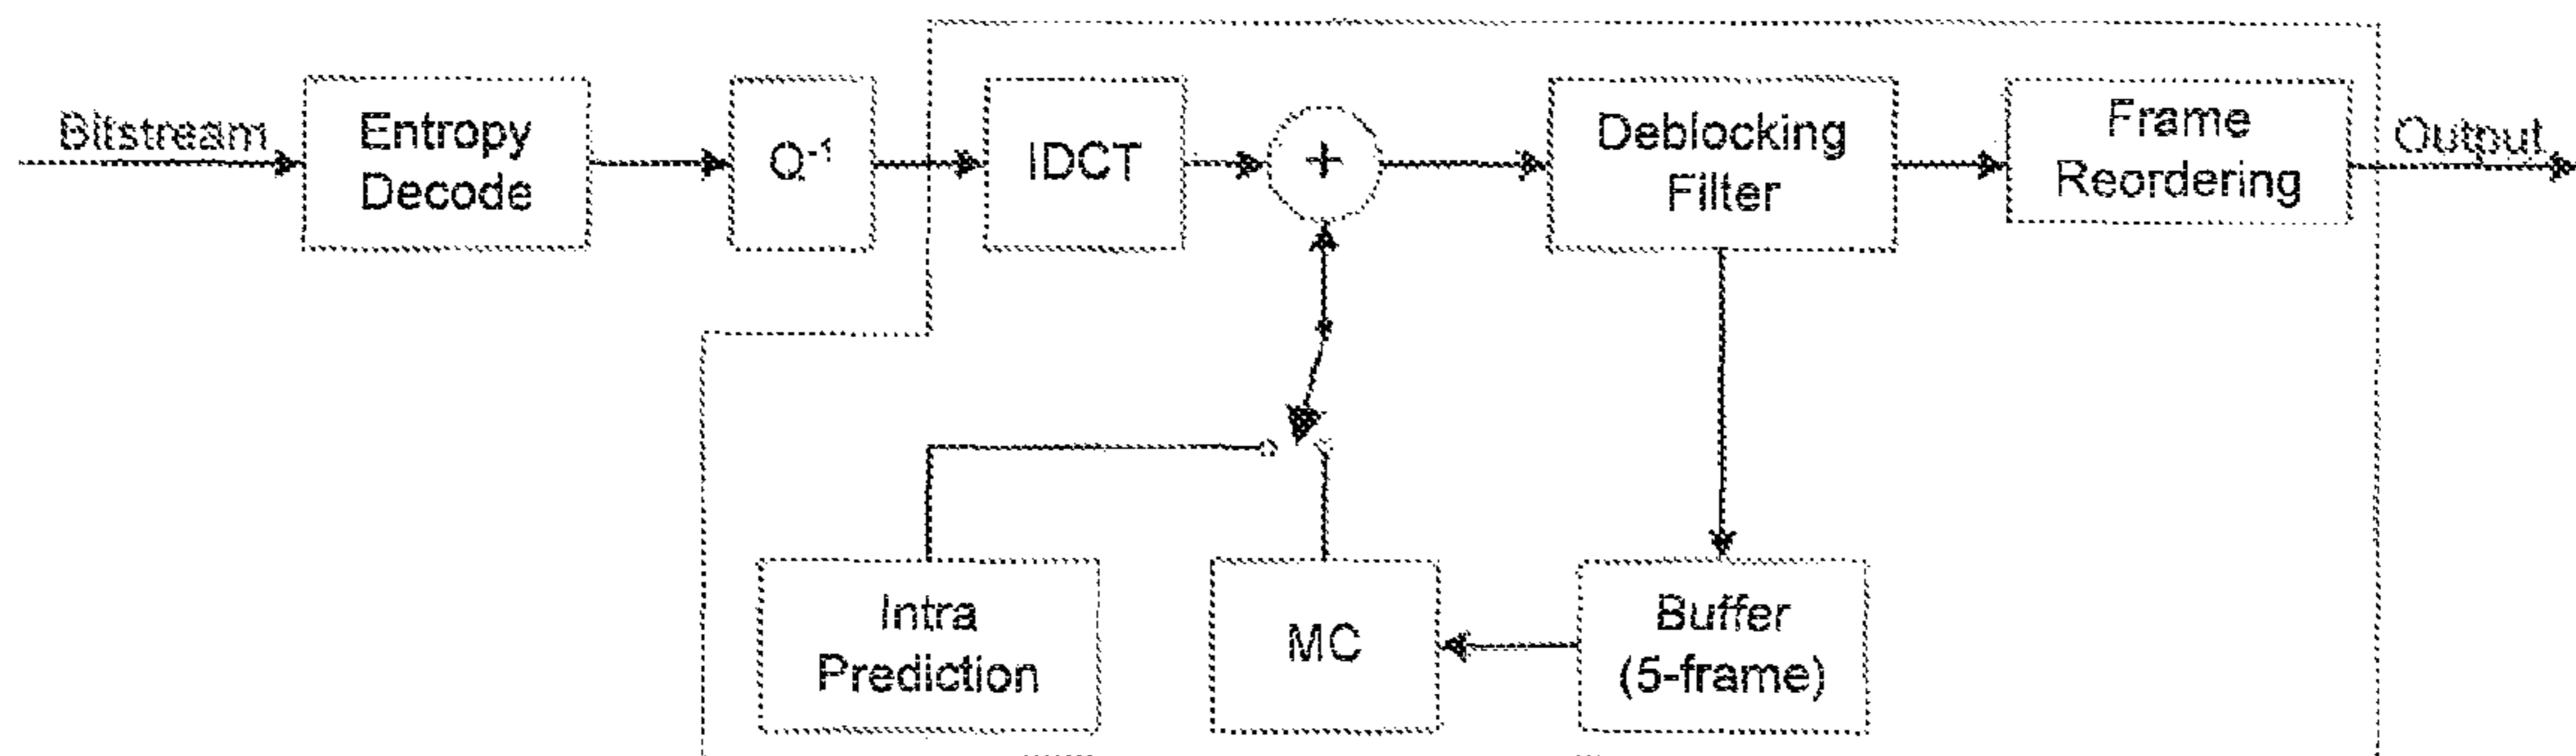 Bitstream
Entropy
Decode
Q-1
IDCT
+
Deblocking
Filter
Frame
Reordering
Output
Intra
Prediction
MC
Buffer
(5-frame)